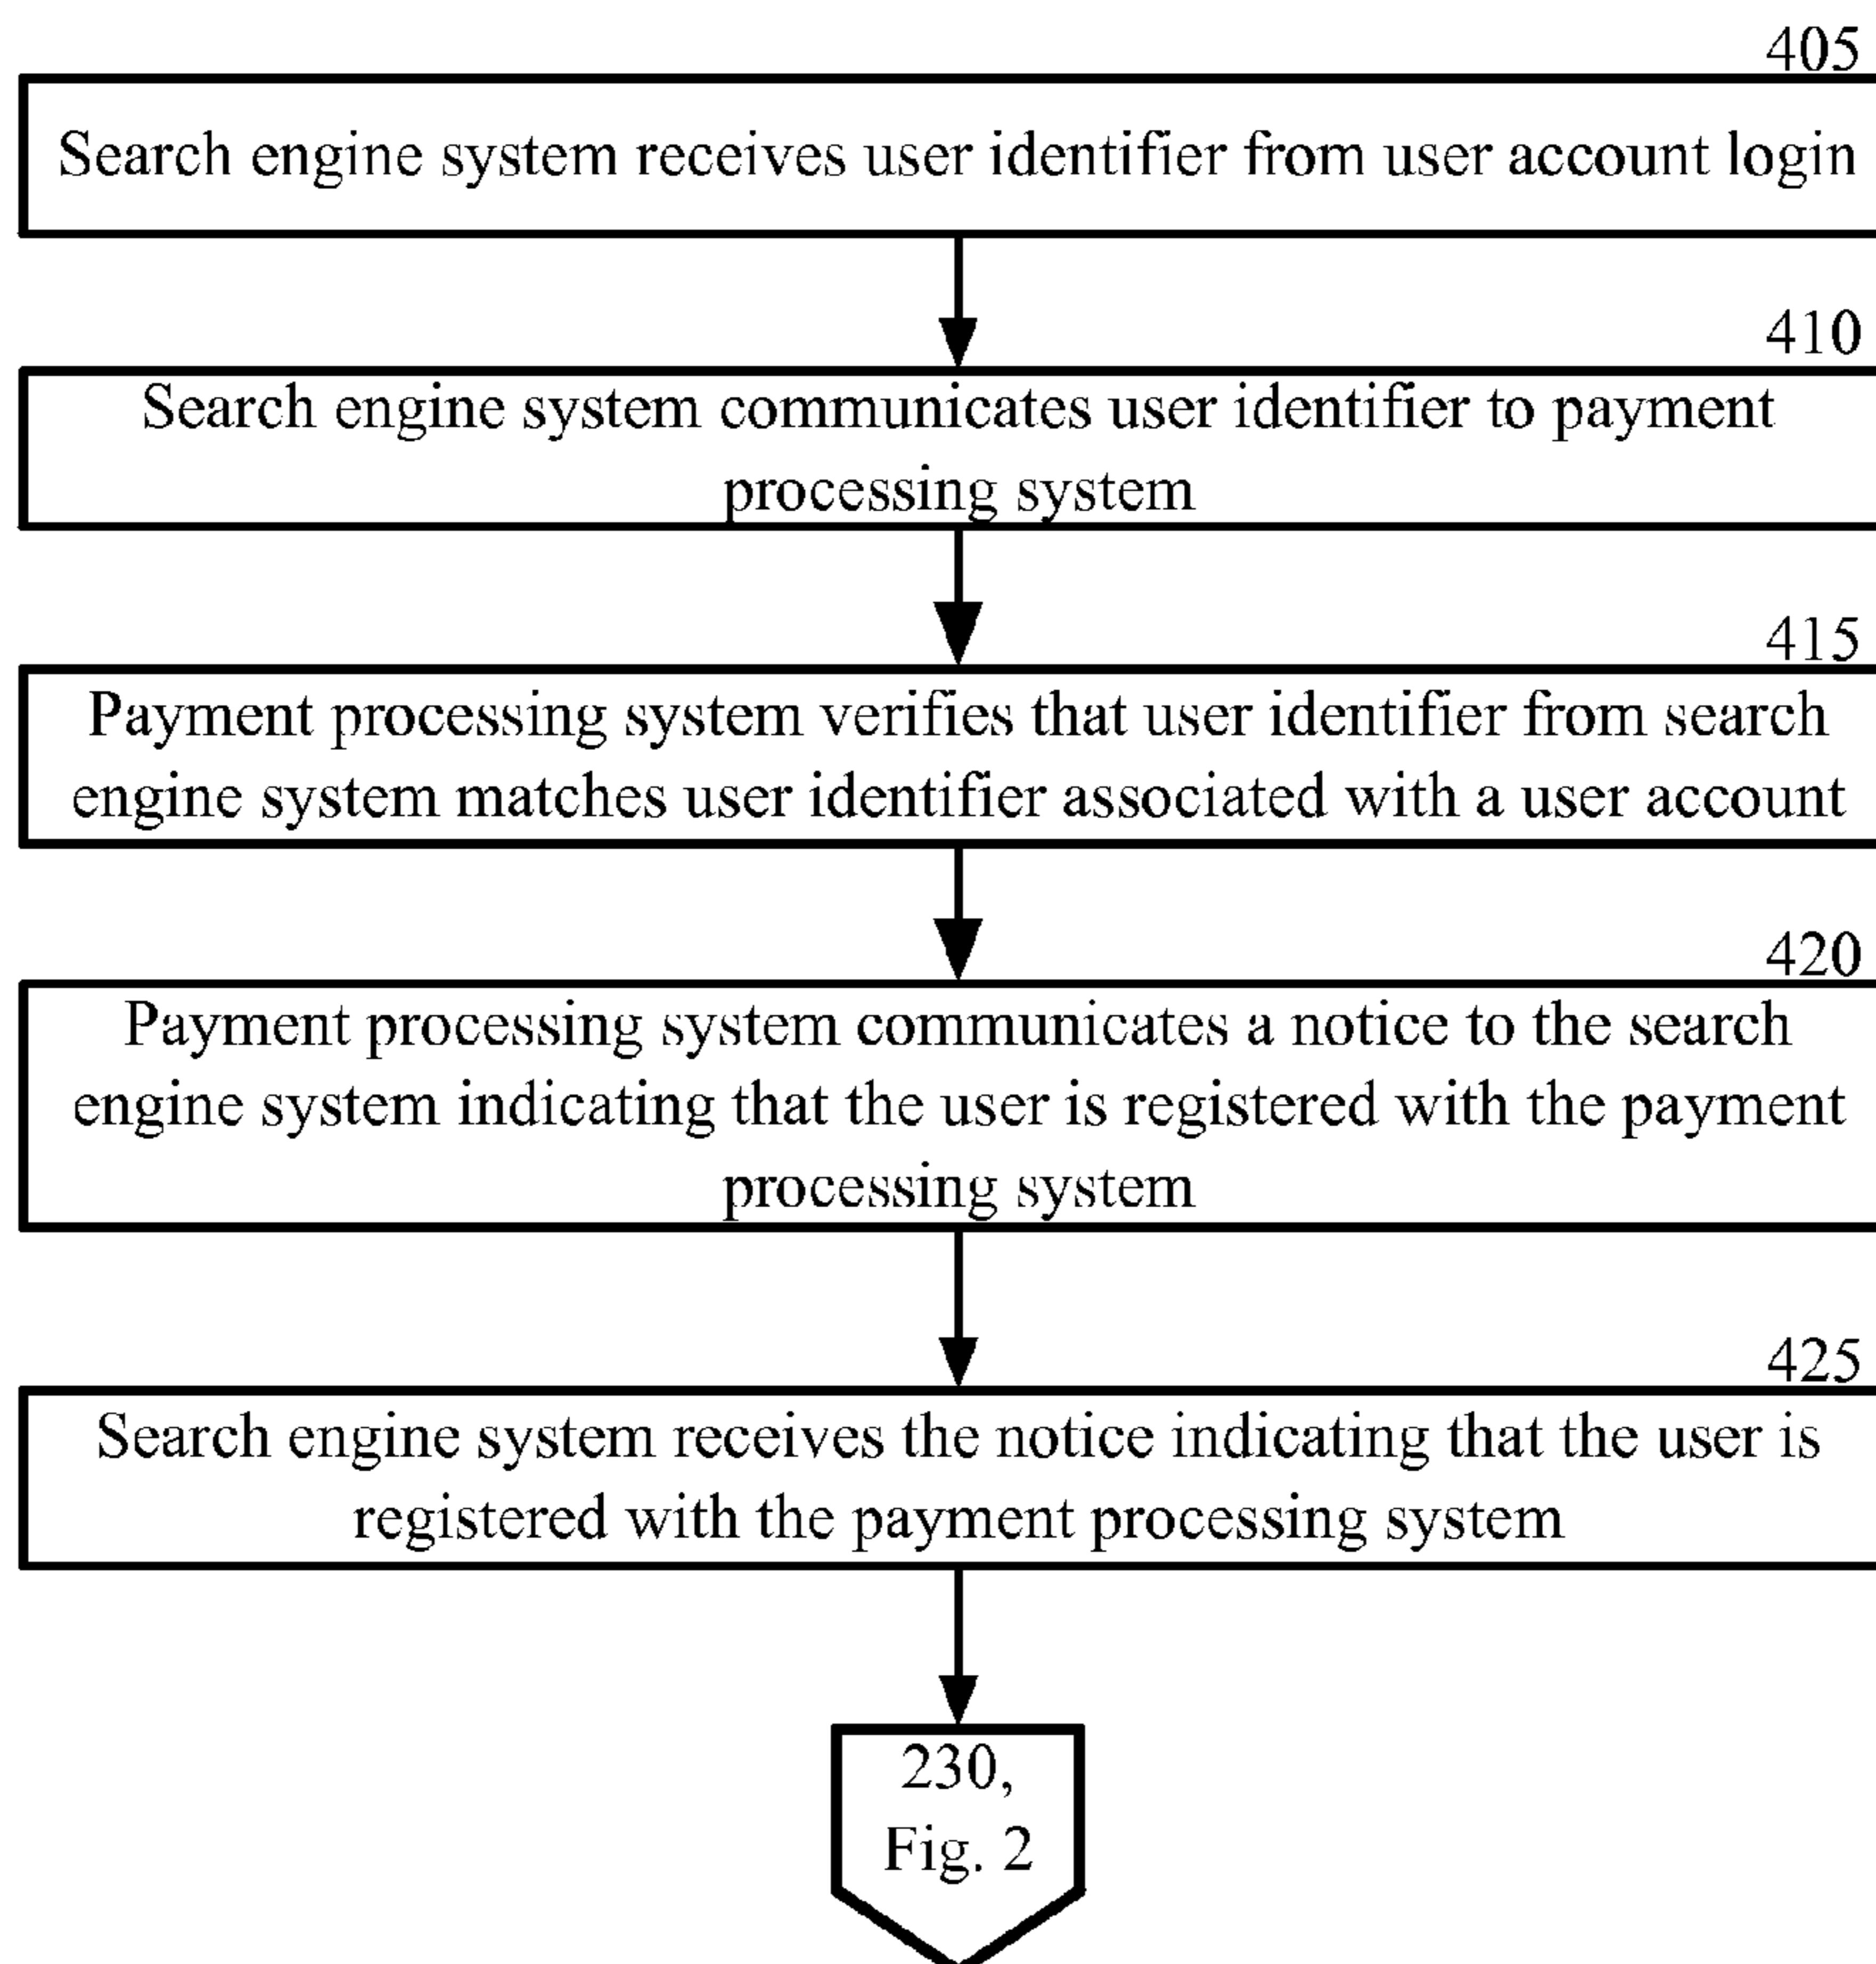 405
Search engine system receives user identifier from user account login
410
Search engine system communicates user identifier to payment
processing system
415
Payment processing system verifies that user identifier from search
engine system matches user identifier associated with a user account
420
Payment processing system communicates a notice to the search
engine system indicating that the user is registered with the payment
processing system
425
Search engine system receives the notice indicating that the user is
registered with the payment processing system
230,
Fig. 2